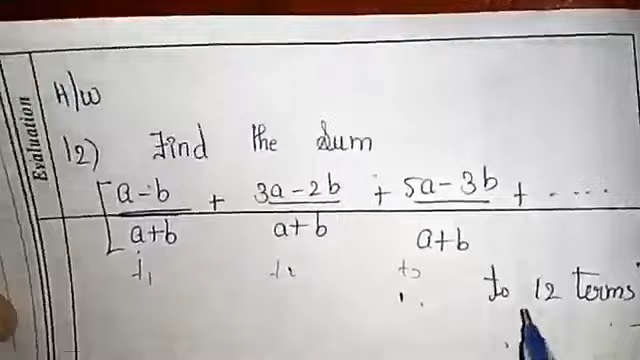 Evaluation
H/W
12) Find the sum
[a-b/a+b + 3a-2b/a+b + 5a-3b/a+b + ....
t₁ t₂ t₃
to 12 terms